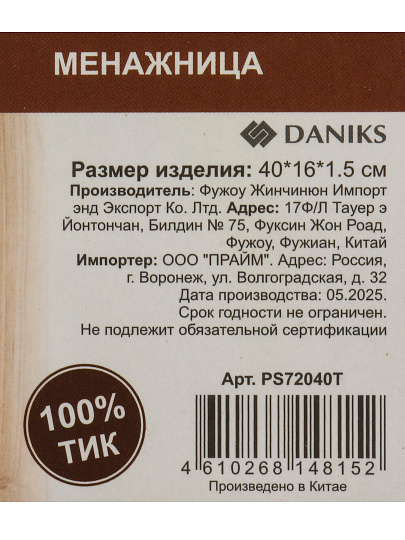 МЕНАЖНИЦА
DANIKS
Размер изделия: 40*16*1.5 см
Производитель: Фужоу Жинчинюн Импорт
энд Экспорт Ко. Лтд. Адрес: 17Ф/Л Тауер э
Йонтончан, Билдин № 75, Фуксин Жон Роад,
Фужоу, Фужиан, Китай
Импортер: ООО "ПРАЙМ". Адрес: Россия,
г. Воронеж, ул. Волгоградская, д. 32
Дата производства: 05.2025.
Срок годности не ограничен.
Не подлежит обязательной сертификации
100%
ТИК
Арт. PS72040T
4 610268 148152
Произведено в Китае